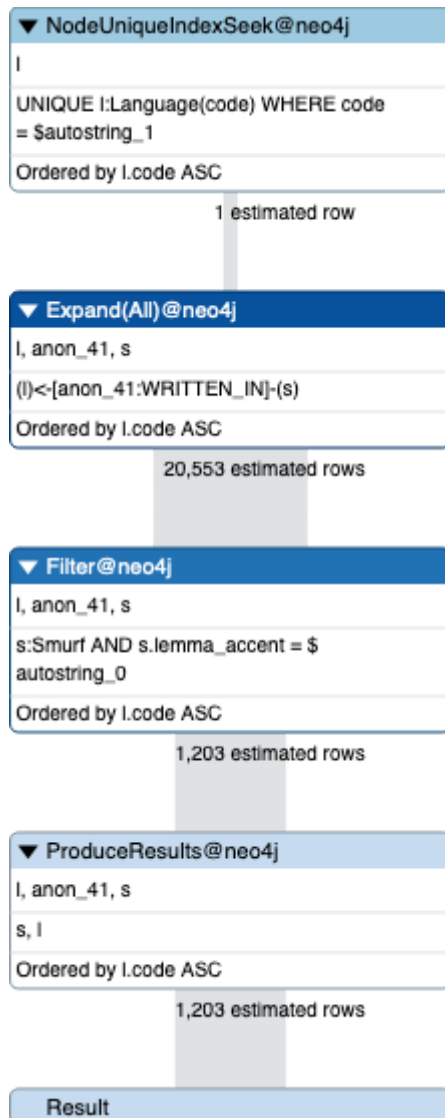 ▼ NodeUniqueIndexSeek@neo4j
l
UNIQUE l:Language(code) WHERE code
= $autostring_1
Ordered by l.code ASC
1 estimated row
▼ Expand(All)@neo4j
l, anon_41, s
(l)<-[anon_41:WRITTEN_IN]-(s)
Ordered by l.code ASC
20,553 estimated rows
▼ Filter@neo4j
l, anon_41, s
s:Smurf AND s.lemma_accent = $
autostring_0
Ordered by l.code ASC
1,203 estimated rows
▼ ProduceResults@neo4j
l, anon_41, s
s, l
Ordered by l.code ASC
1,203 estimated rows
Result